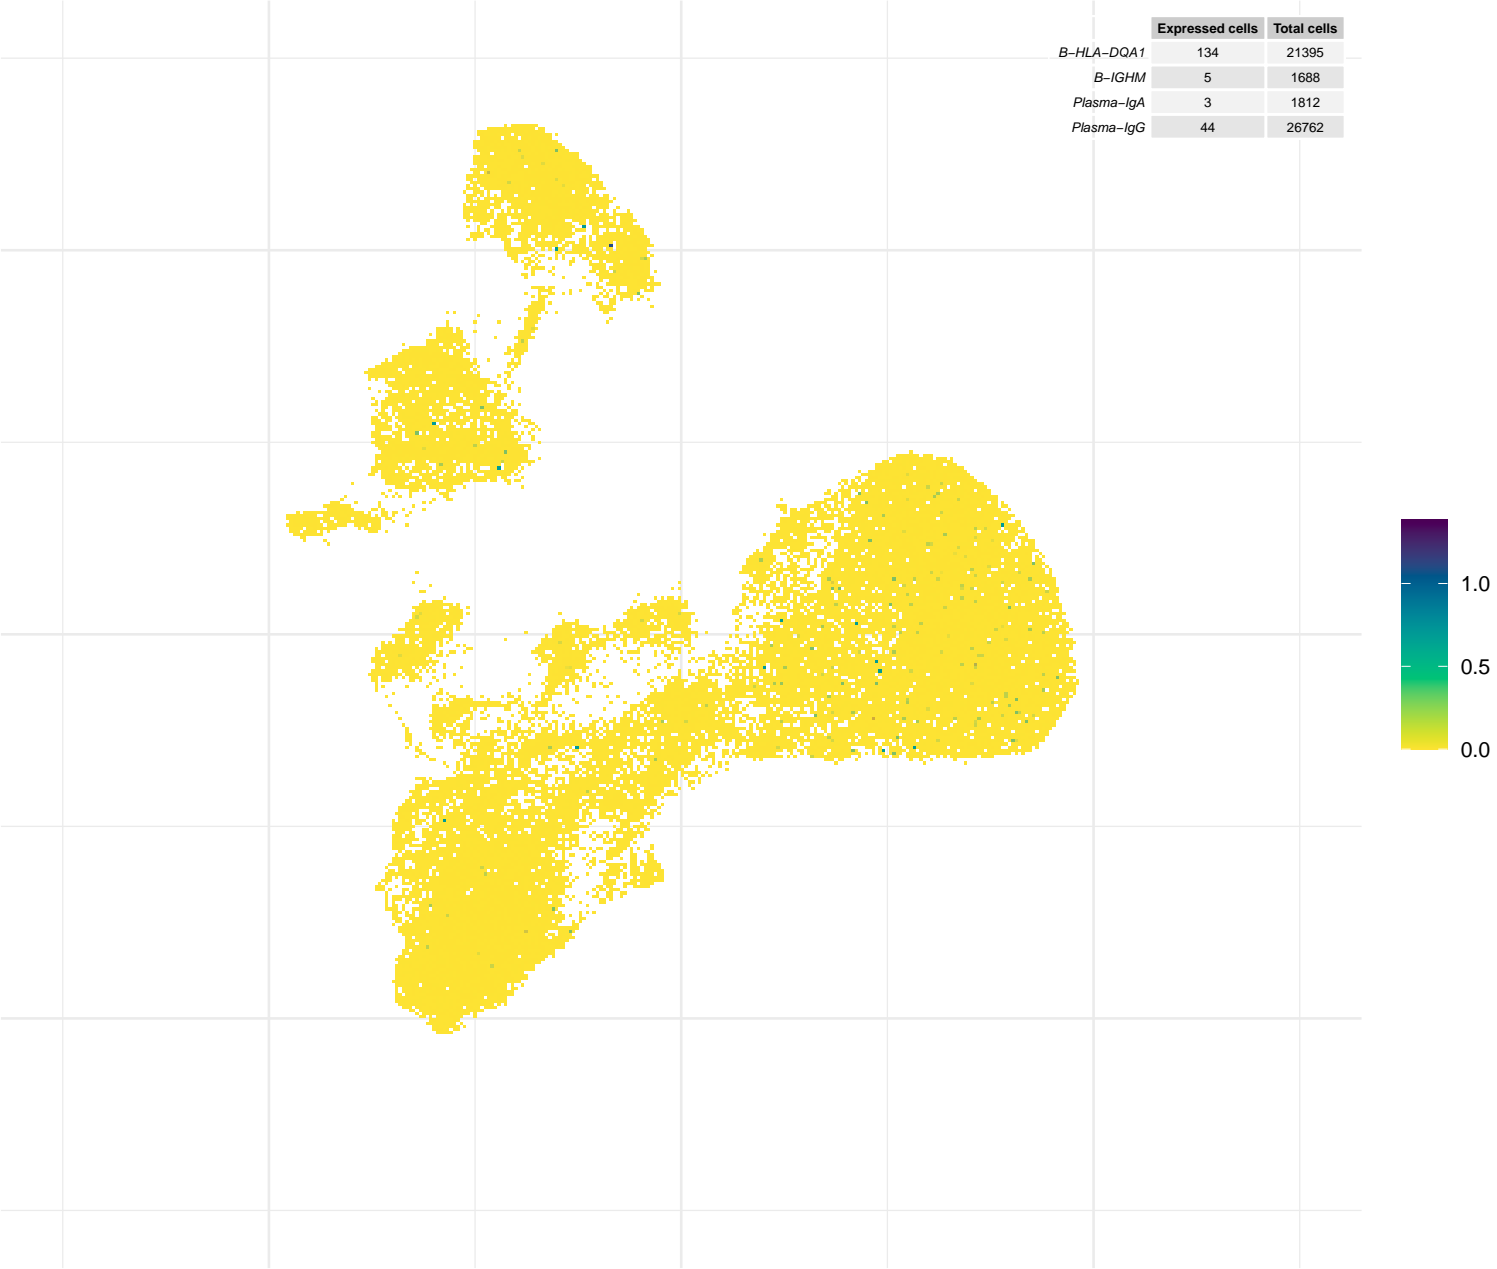 Expressed cells Total cells
B−HLA−DQA1 134 21395
B−IGHM 5 1688
Plasma−IgA 3 1812
Plasma−IgG 44 26762
1.0
0.5
0.0